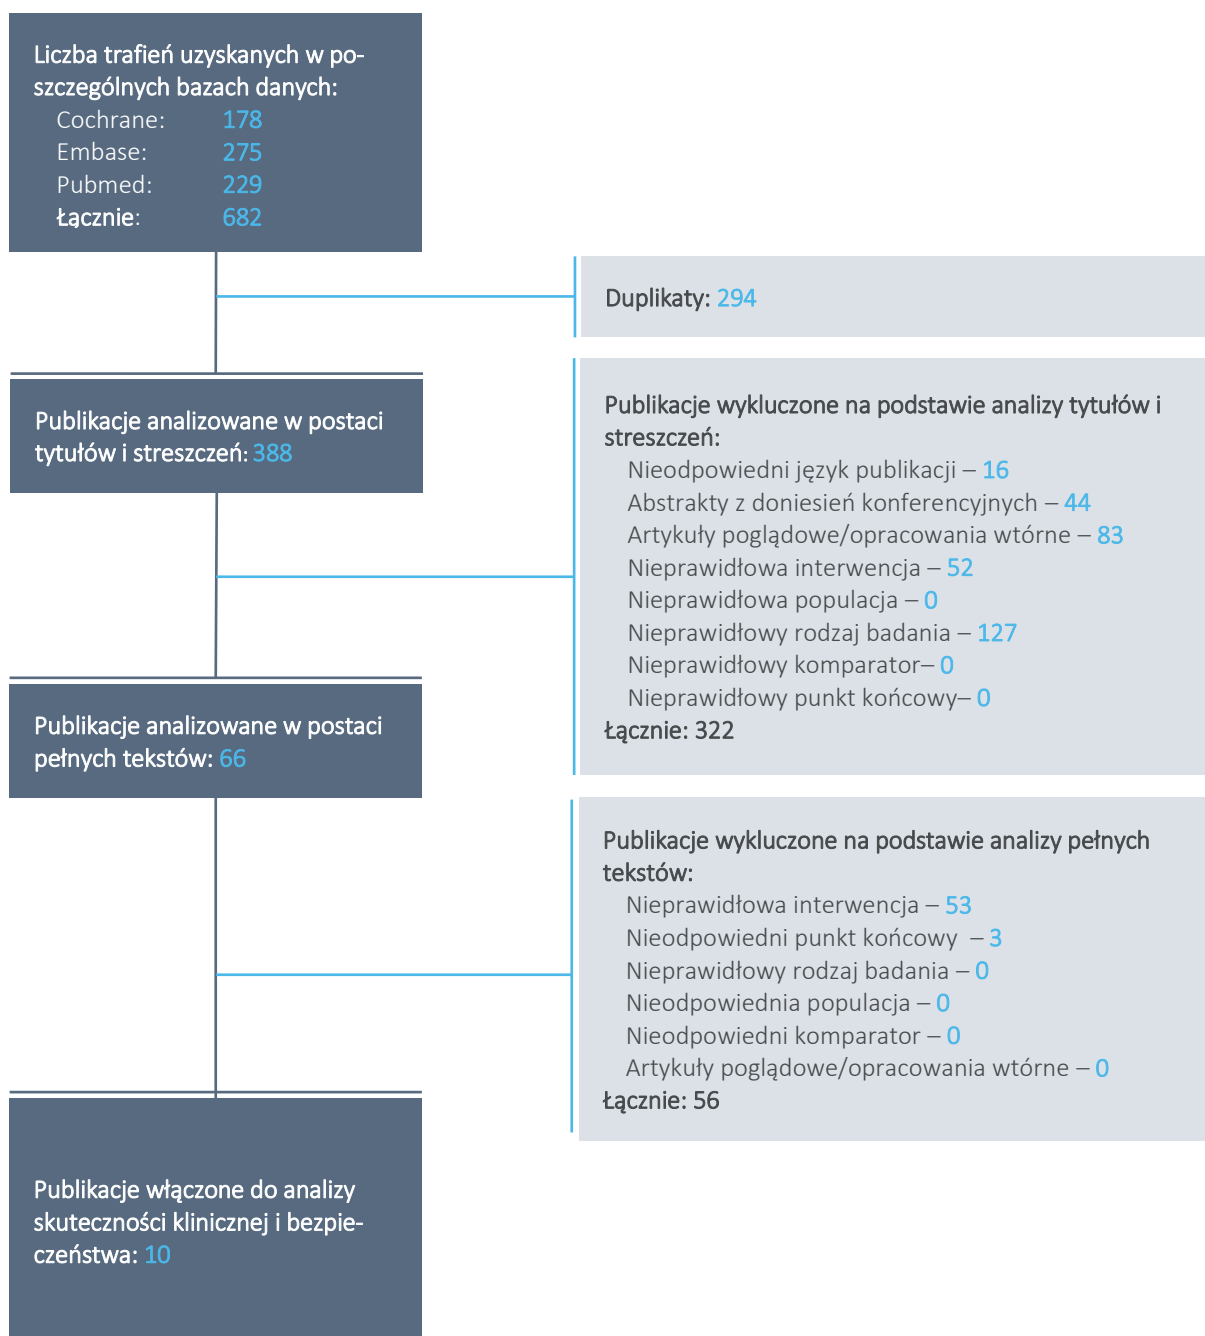 Liczba trafień uzyskanych w po-
szczególnych bazach danych:
Cochrane: 178
Embase: 275
Pubmed: 229
Łącznie: 682
Duplikaty: 294
Publikacje analizowane w postaci
tytułów i streszczeń: 388
Publikacje wykluczone na podstawie analizy tytułów i
streszczeń:
Nieodpowiedni język publikacji – 16
Abstrakty z doniesień konferencyjnych – 44
Artykuły poglądowe/opracowania wtórne – 83
Nieprawidłowa interwencja – 52
Nieprawidłowa populacja – 0
Nieprawidłowy rodzaj badania – 127
Nieprawidłowy komparator– 0
Nieprawidłowy punkt końcowy– 0
Łącznie: 322
Publikacje analizowane w postaci
pełnych tekstów: 66
Publikacje wykluczone na podstawie analizy pełnych
tekstów:
Nieprawidłowa interwencja – 53
Nieodpowiedni punkt końcowy – 3
Nieprawidłowy rodzaj badania – 0
Nieodpowiednia populacja – 0
Nieodpowiedni komparator – 0
Artykuły poglądowe/opracowania wtórne – 0
Łącznie: 56
Publikacje włączone do analizy
skuteczności klinicznej i bezpie-
czeństwa: 10